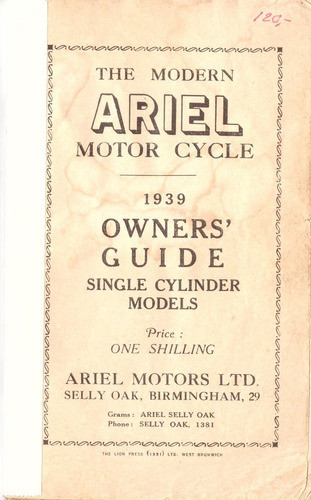 120,-
THE MODERN
ARIEL
MOTOR CYCLE
1939
OWNERS'
GUIDE
SINGLE CYLINDER
MODELS
Price :
ONE SHILLING
ARIEL MOTORS LTD.
SELLY OAK, BIRMINGHAM, 29
Grams: ARIEL SELLY OAK
Phone: SELLY OAK, 1381
THE LION PRESS (1931) LTD. WEST BROMWICH